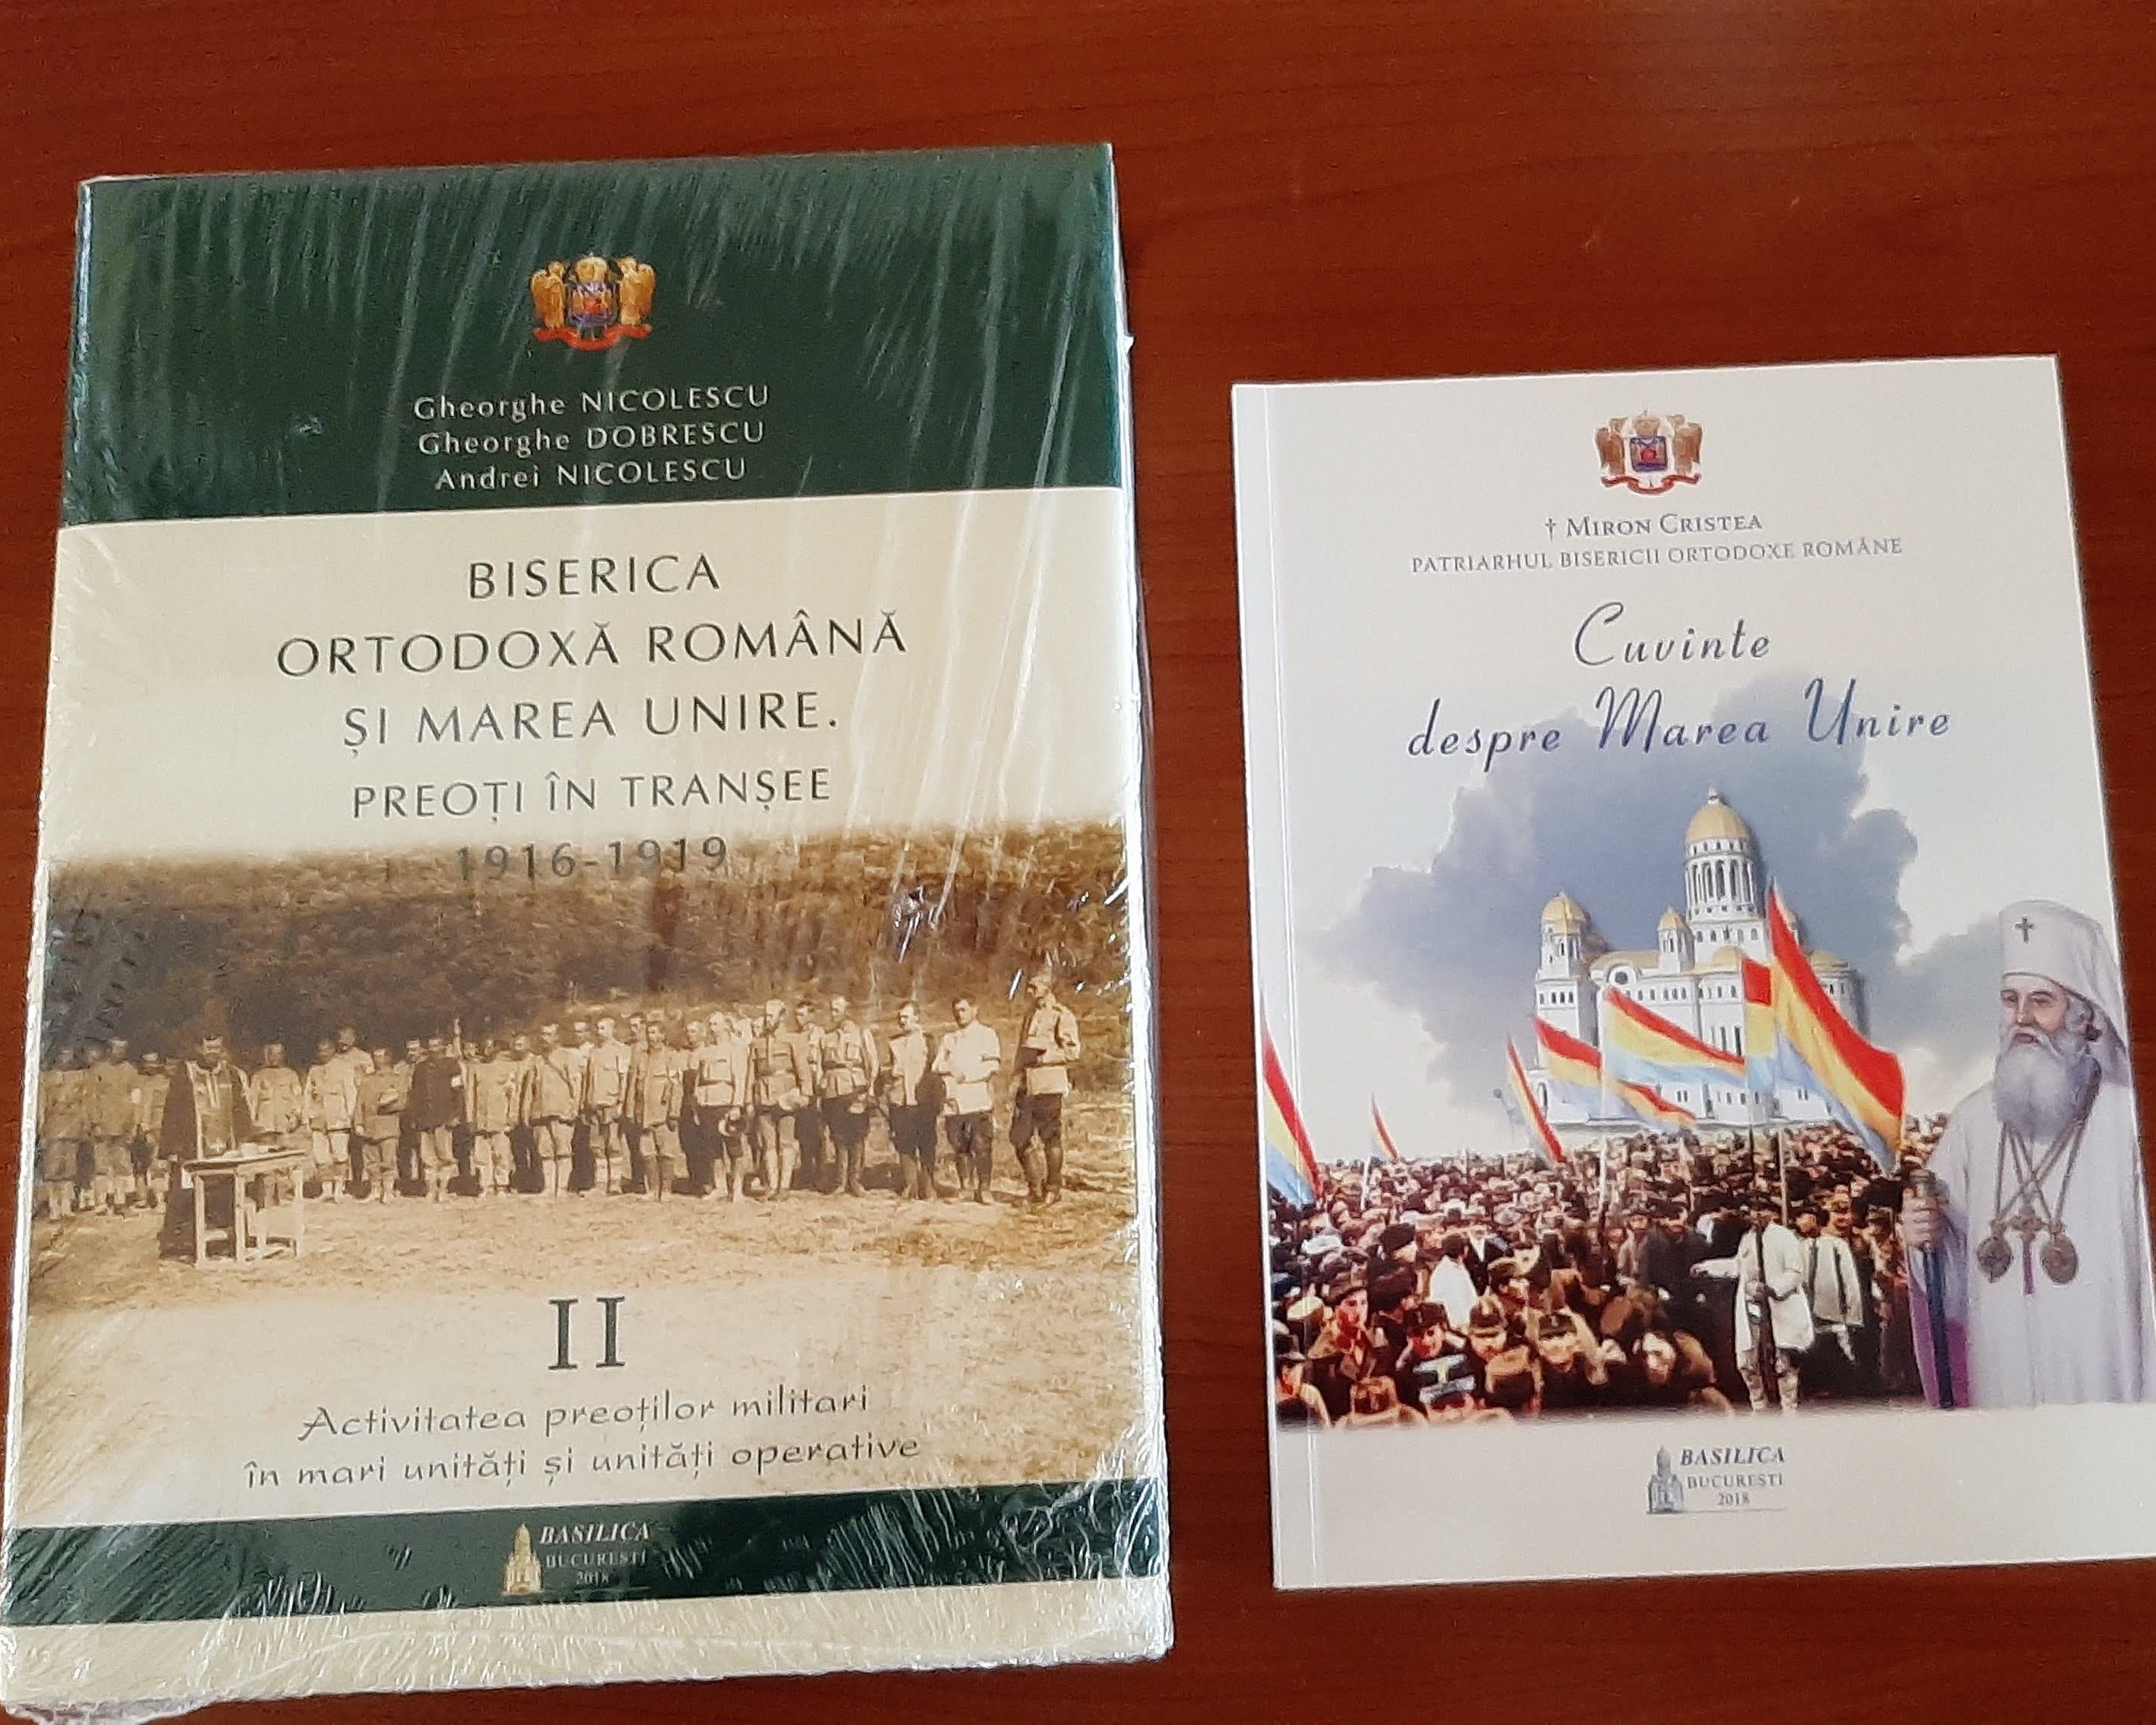 Gheorghe NICOLESCU
Gheorghe DOBRESCU
Andrei NICOLESCU
BISERICA
ORTODOXĂ ROMÂNĂ
ȘI MAREA UNIRE.
PREOȚI ÎN TRANȘEE
1916-1919
II
Activitatea preoților militari
în mari unități și unități operative
BASILICA
BUCUREȘTI
2018
† MIRON CRISTEA
PATRIARHUL BISERICII ORTODOXE ROMÂNE
Cuvinte
despre Marea Unire
BASILICA
BUCUREȘTI
2018